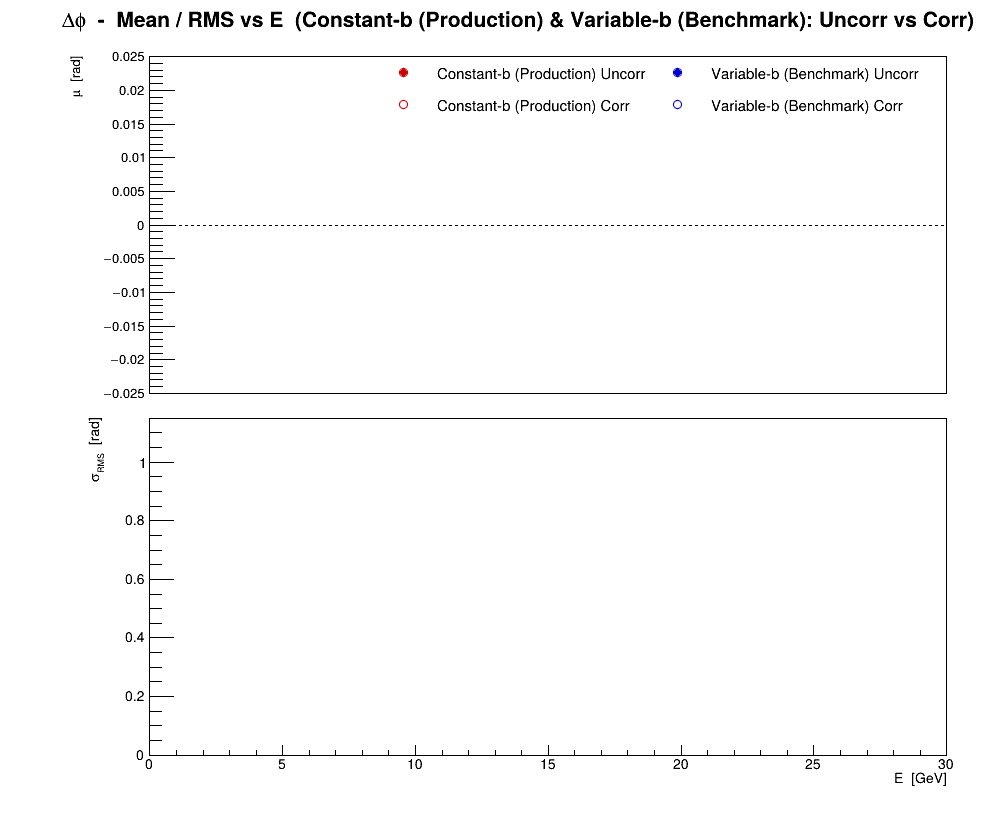 Δϕ - Mean / RMS vs E (Constant-b (Production) & Variable-b (Benchmark): Uncorr vs Corr)
μ [rad]
0.025
0.02
0.015
0.01
0.005
0
−0.005
−0.01
−0.015
−0.02
−0.025
Constant-b (Production) Uncorr
Variable-b (Benchmark) Uncorr
Constant-b (Production) Corr
Variable-b (Benchmark) Corr
σRMS [rad]
1
0.8
0.6
0.4
0.2
0
0 5 10 15 20 25 30
E [GeV]